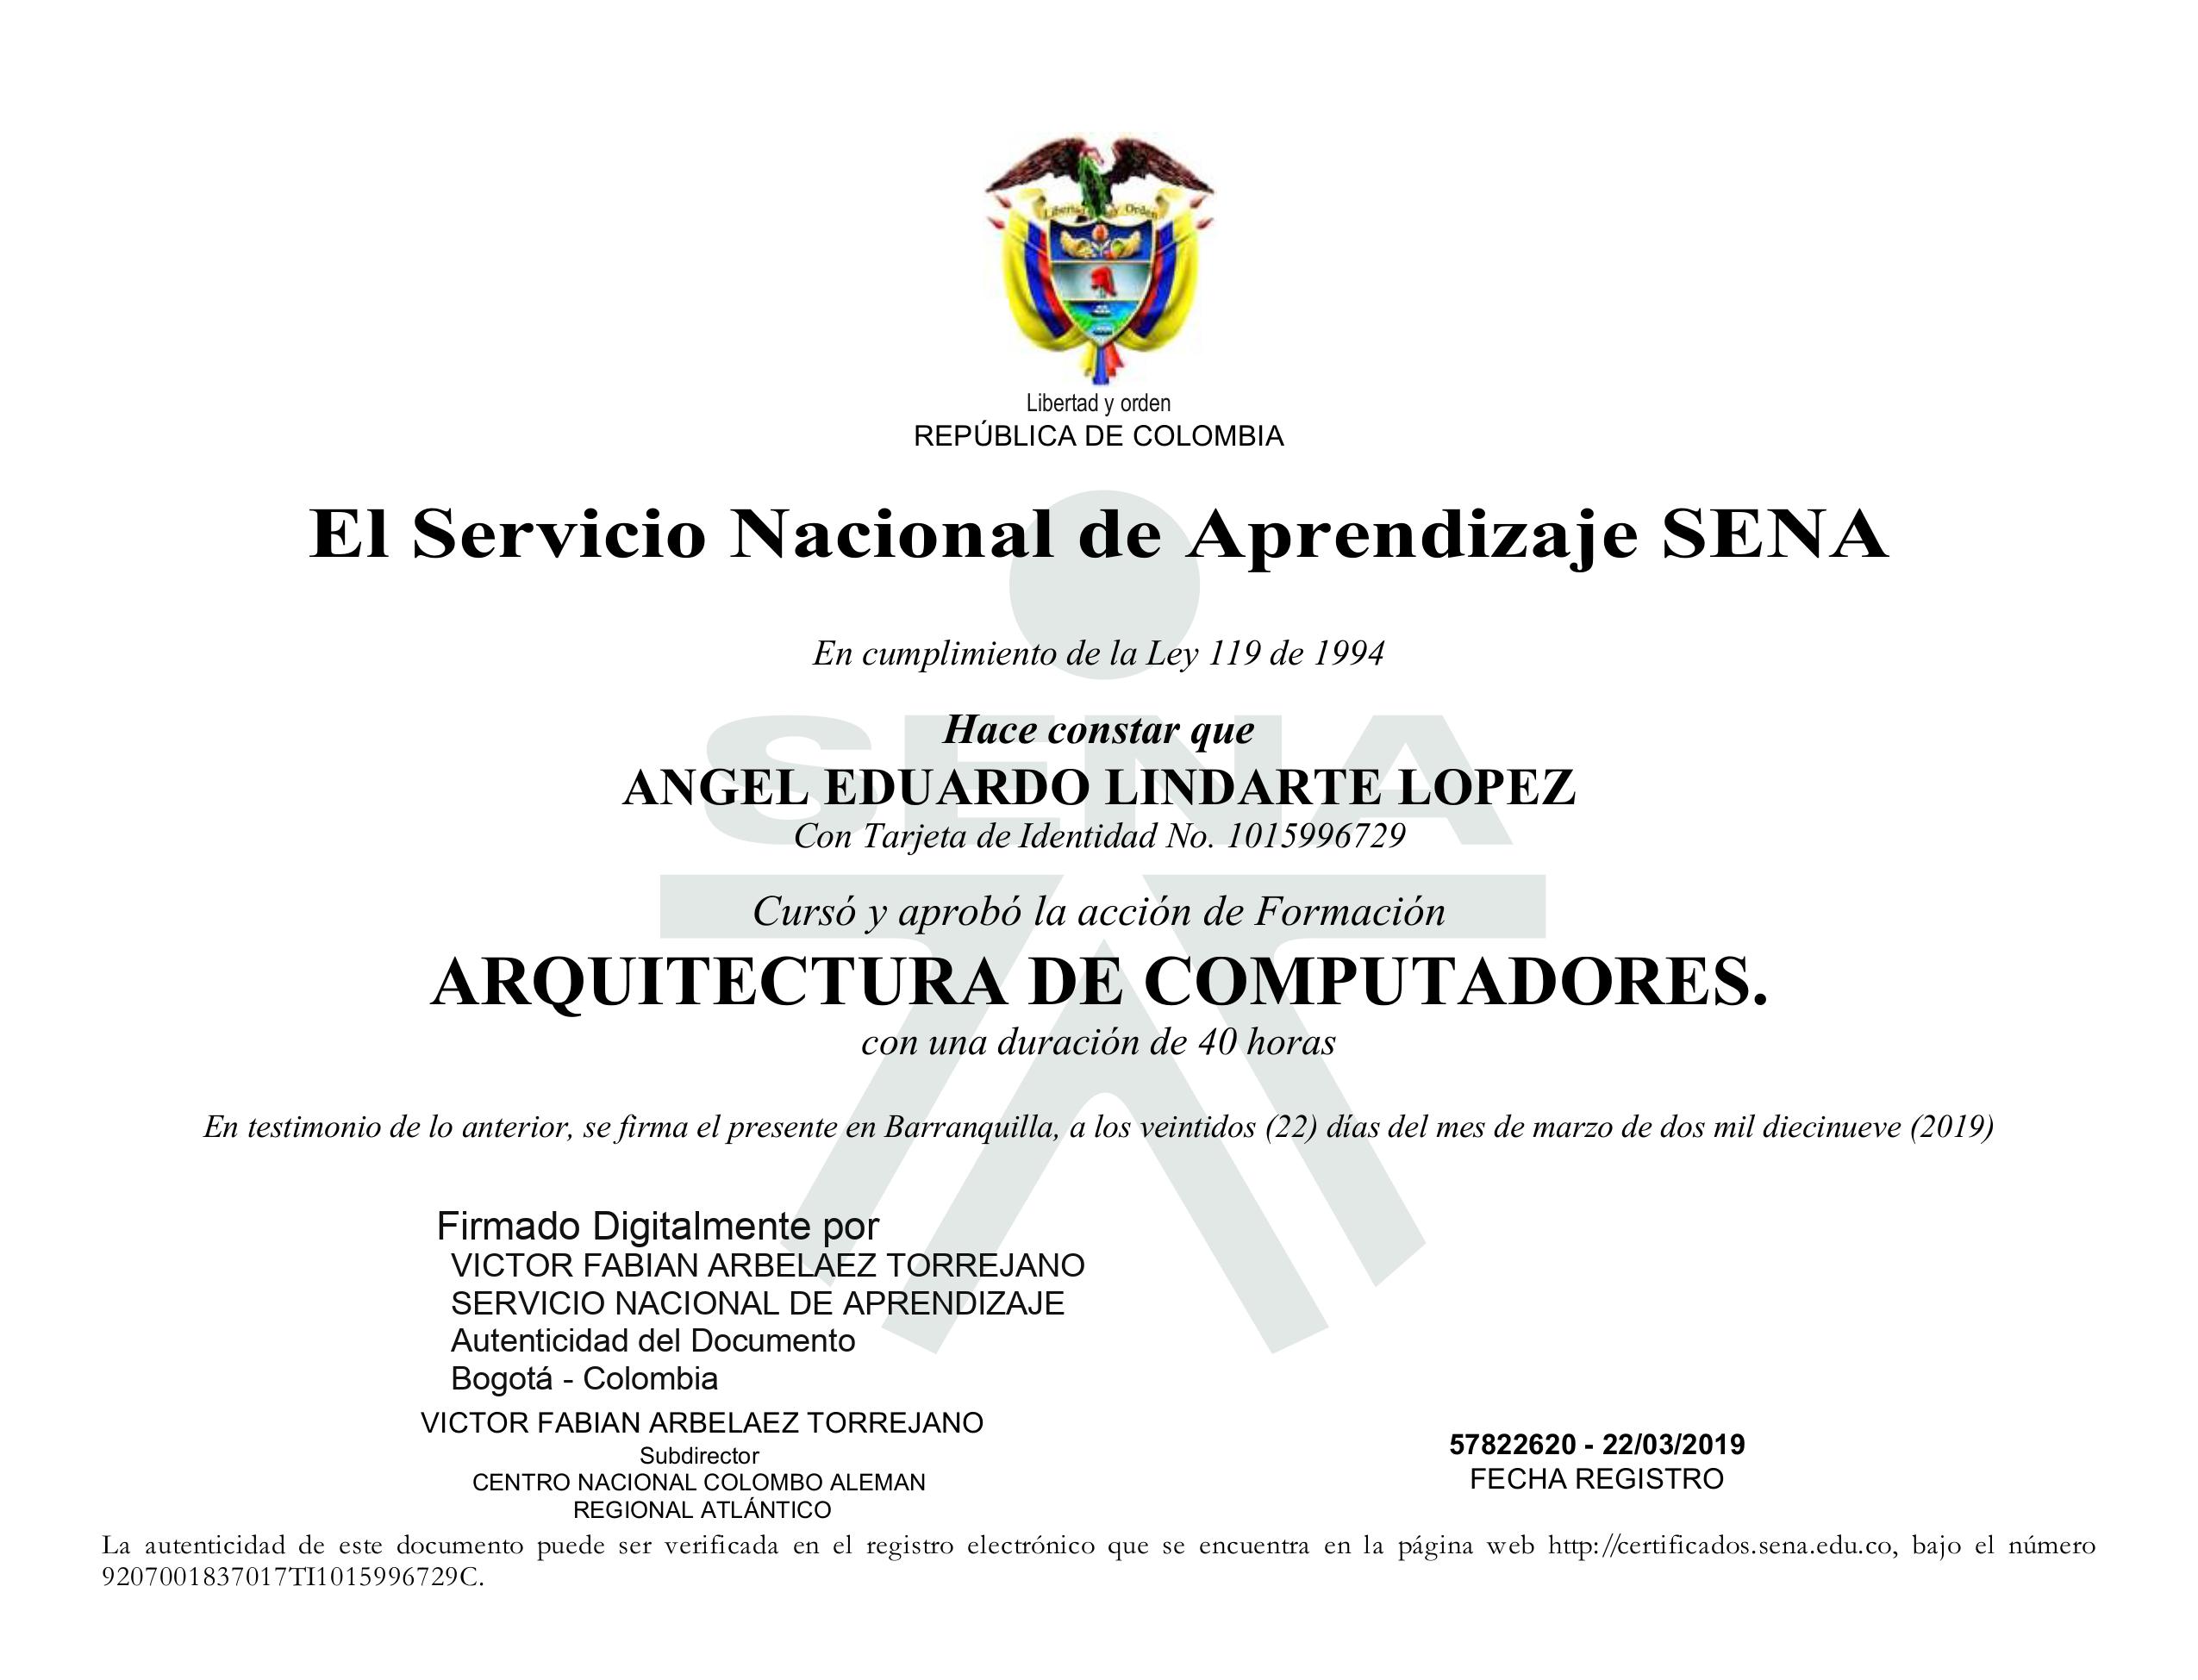 Libertad y Orden
Libertad y orden
REPÚBLICA DE COLOMBIA
El Servicio Nacional de Aprendizaje SENA
En cumplimiento de la Ley 119 de 1994
Hace constar que
SENA
ANGEL EDUARDO LINDARTE LOPEZ
Con Tarjeta de Identidad No. 1015996729
Cursó y aprobó la acción de Formación
ARQUITECTURA DE COMPUTADORES.
con una duración de 40 horas
En testimonio de lo anterior, se firma el presente en Barranquilla, a los veintidos (22) días del mes de marzo de dos mil diecinueve (2019)
Firmado Digitalmente por
VICTOR FABIAN ARBELAEZ TORREJANO
SERVICIO NACIONAL DE APRENDIZAJE
Autenticidad del Documento
Bogotá - Colombia
VICTOR FABIAN ARBELAEZ TORREJANO
Subdirector
CENTRO NACIONAL COLOMBO ALEMAN
REGIONAL ATLÁNTICO
57822620 - 22/03/2019
FECHA REGISTRO
La autenticidad de este documento puede ser verificada en el registro electrónico que se encuentra en la página web http://certificados.sena.edu.co, bajo el número
9207001837017TI1015996729C.